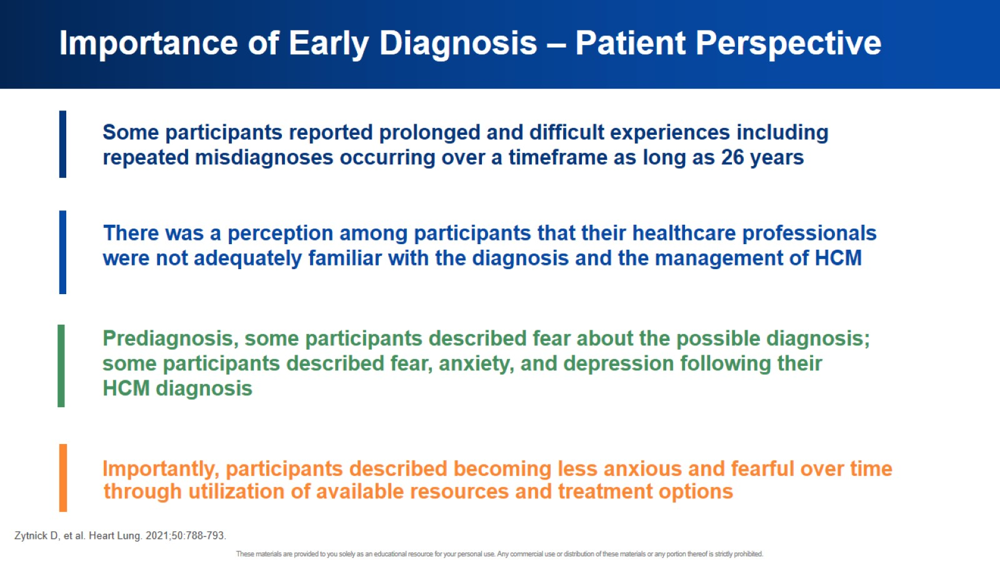 Importance of Early Diagnosis – Patient Perspective
Some participants reported prolonged and difficult experiences including
repeated misdiagnoses occurring over a timeframe as long as 26 years
There was a perception among participants that their healthcare professionals
were not adequately familiar with the diagnosis and the management of HCM
Prediagnosis, some participants described fear about the possible diagnosis;
some participants described fear, anxiety, and depression following their
HCM diagnosis
Importantly, participants described becoming less anxious and fearful over time
through utilization of available resources and treatment options
Zytnick D, et al. Heart Lung. 2021;50:788-793.
These materials are provided to you solely as an educational resource for your personal use. Any commercial use or distribution of these materials or any portion thereof is strictly prohibited.